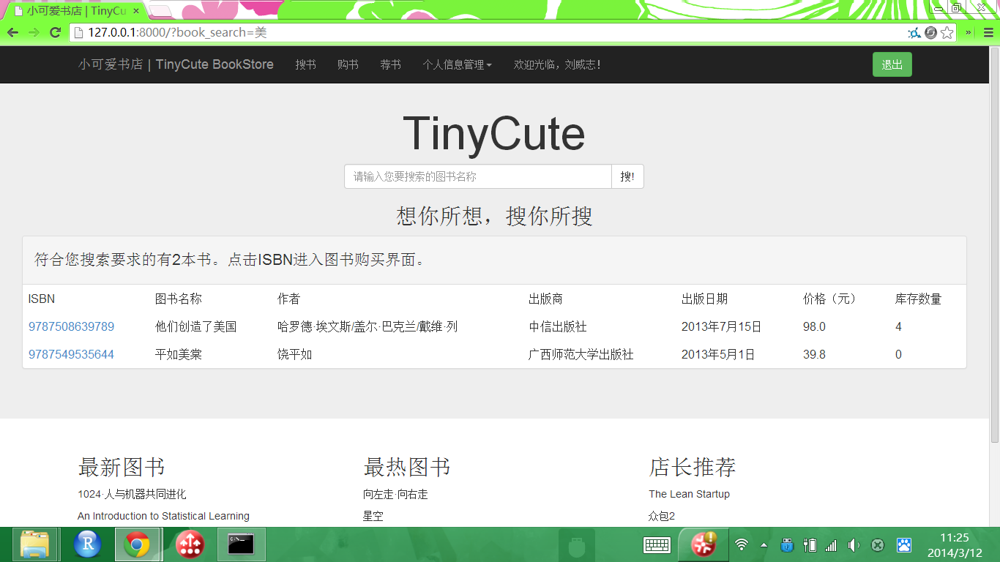 小可爱书店 | TinyCu
127.0.0.1:8000/?book_search=美
小可爱书店 | TinyCute BookStore 搜书 购书 荐书 个人信息管理 欢迎光临，刘威志！ 退出
TinyCute
请输入您要搜索的图书名称 搜!
想你所想，搜你所搜
符合您搜索要求的有2本书。点击ISBN进入图书购买界面。
ISBN 图书名称 作者 出版商 出版日期 价格（元） 库存数量
9787508639789 他们创造了美国 哈罗德·埃文斯/盖尔·巴克兰/戴维·列 中信出版社 2013年7月15日 98.0 4
9787549535644 平如美棠 饶平如 广西师范大学出版社 2013年5月1日 39.8 0
最新图书 最热图书 店长推荐
1024·人与机器共同进化 向左走·向右走 The Lean Startup
An Introduction to Statistical Learning 星空 众包2
R
11:25
2014/3/12